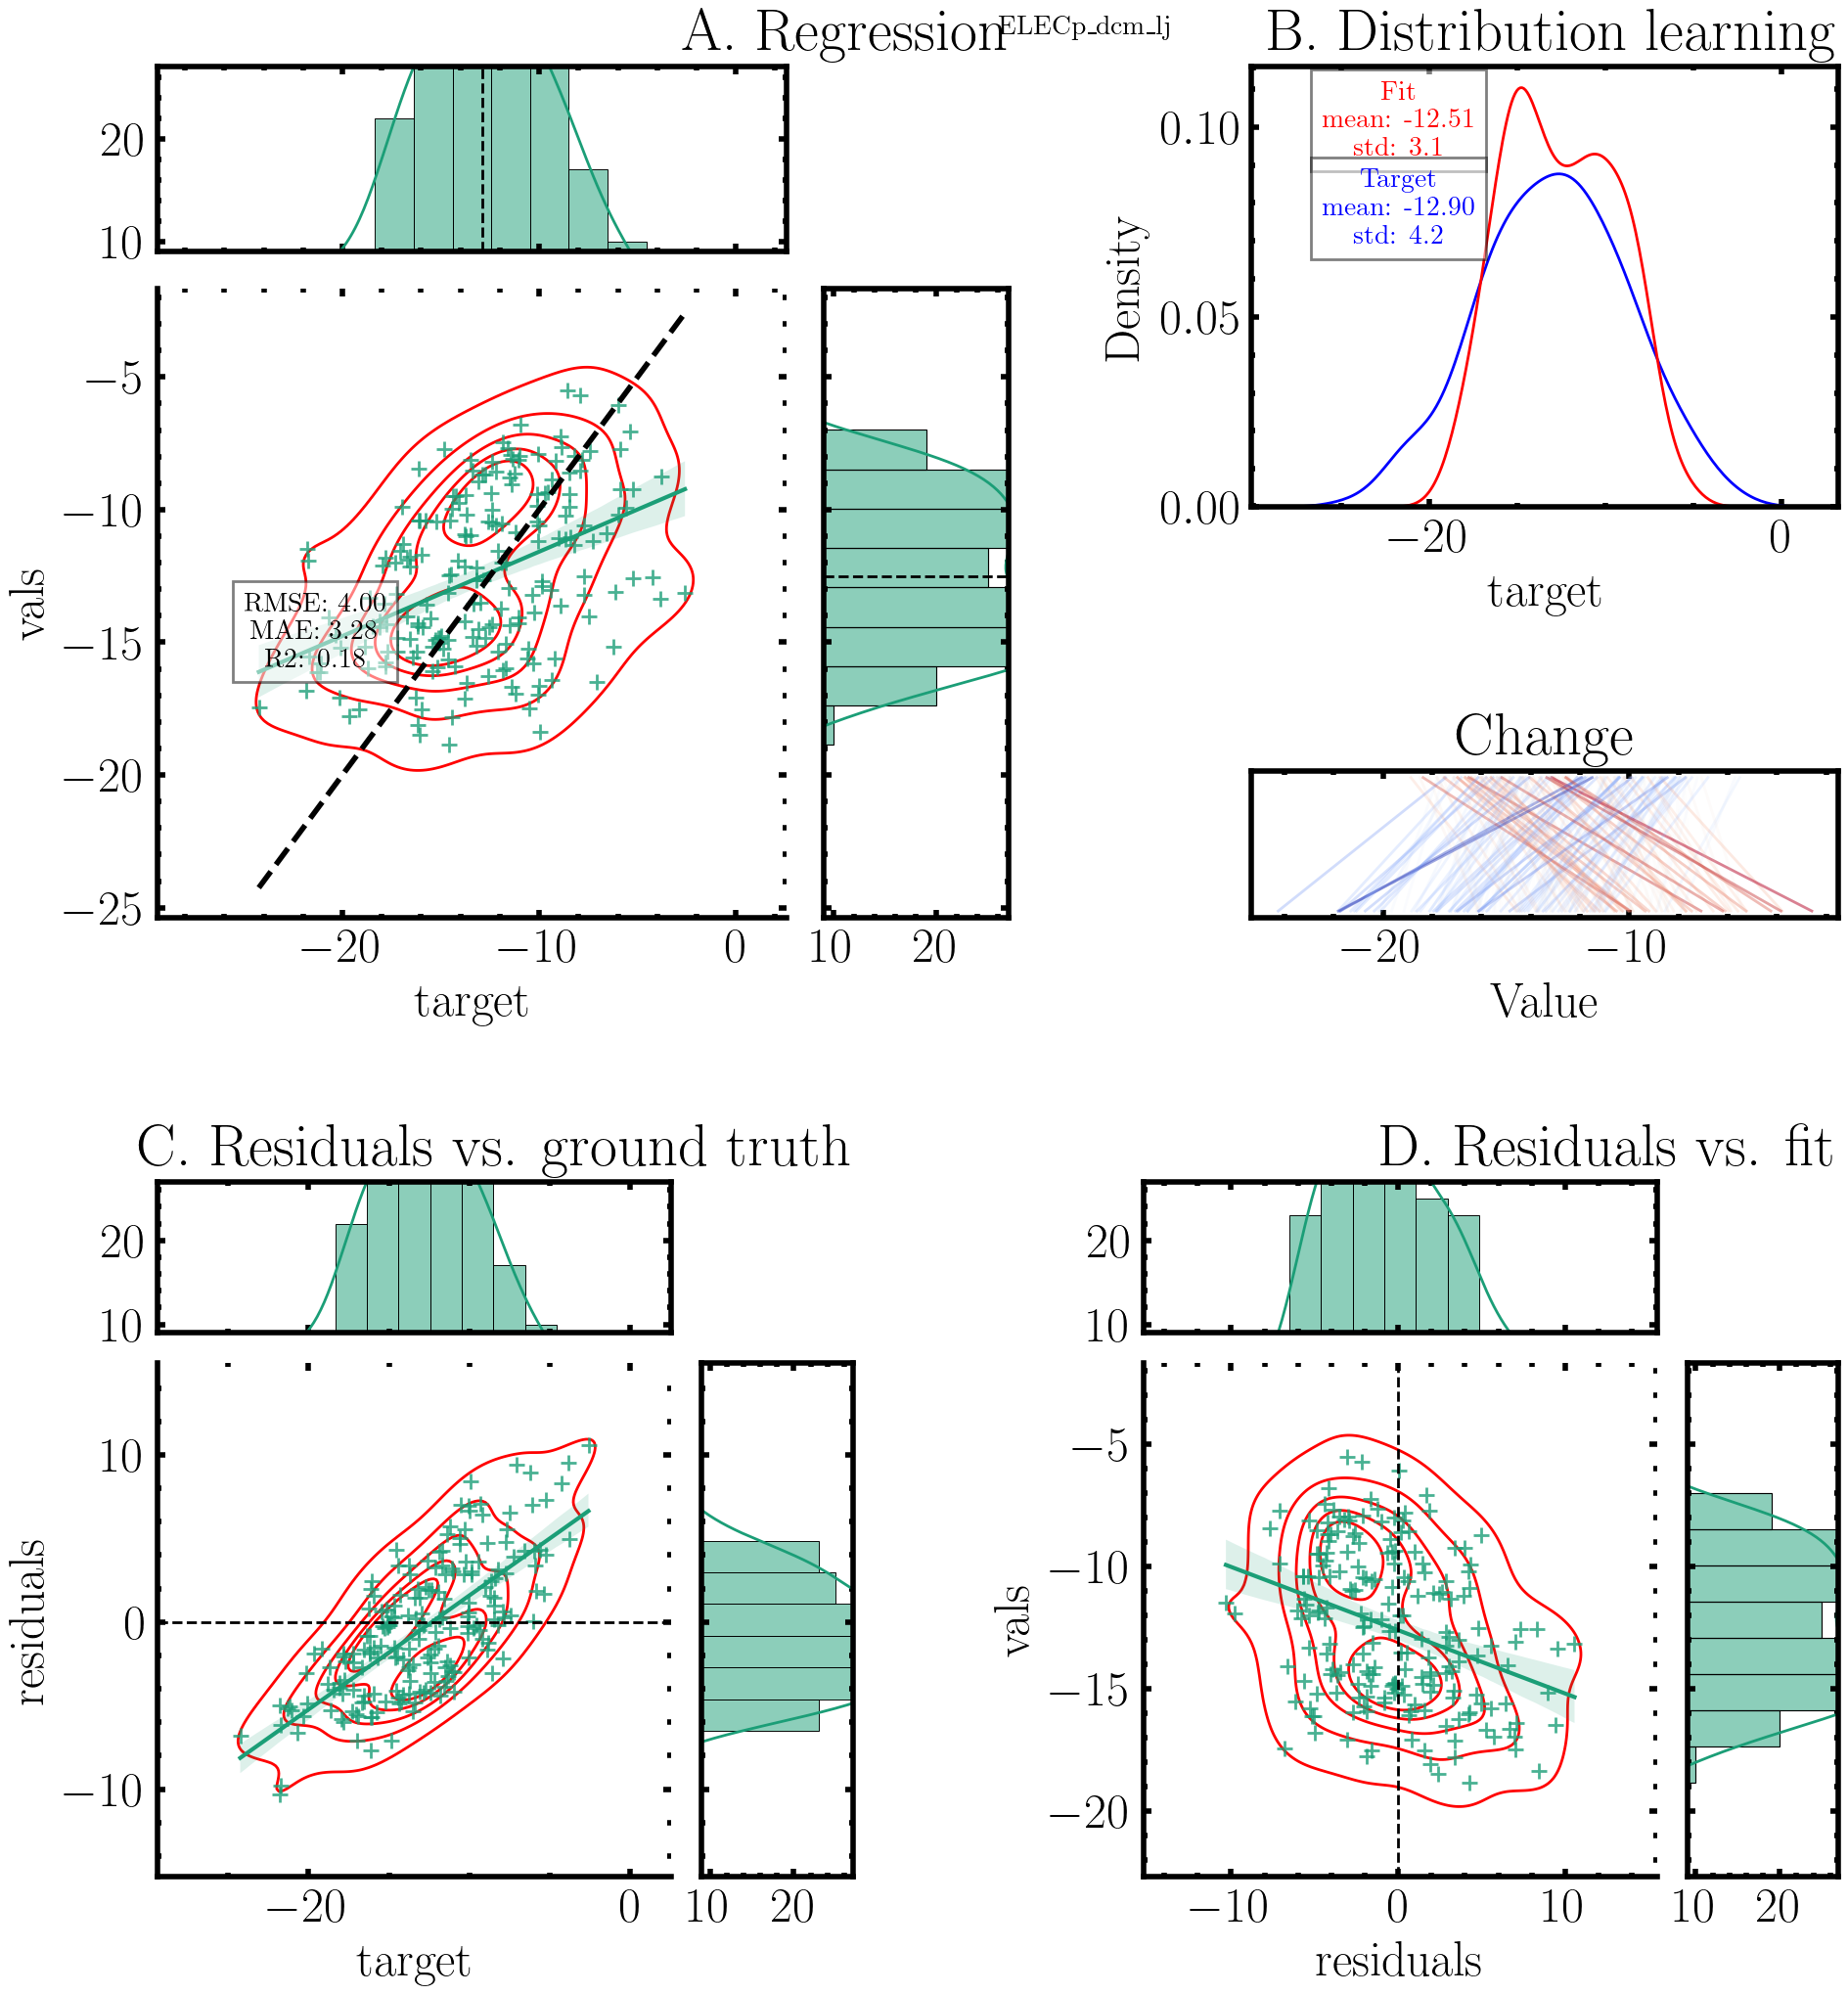 A. Regression
ELECp_dcm_lj
20
10
vals
−5
−10
−15
−20
−25
RMSE: 4.00
MAE: 3.28
R2: 0.18
−20 −10 0
target
10 20
B. Distribution learning
Density
0.10
0.05
0.00
Fit
mean: -12.51
std: 3.1
Target
mean: -12.90
std: 4.2
−20 0
target
Change
−20 −10
Value
C. Residuals vs. ground truth
20
10
residuals
10
0
−10
−20 0
target
10 20
D. Residuals vs. fit
20
10
vals
−5
−10
−15
−20
−10 0 10
residuals
10 20